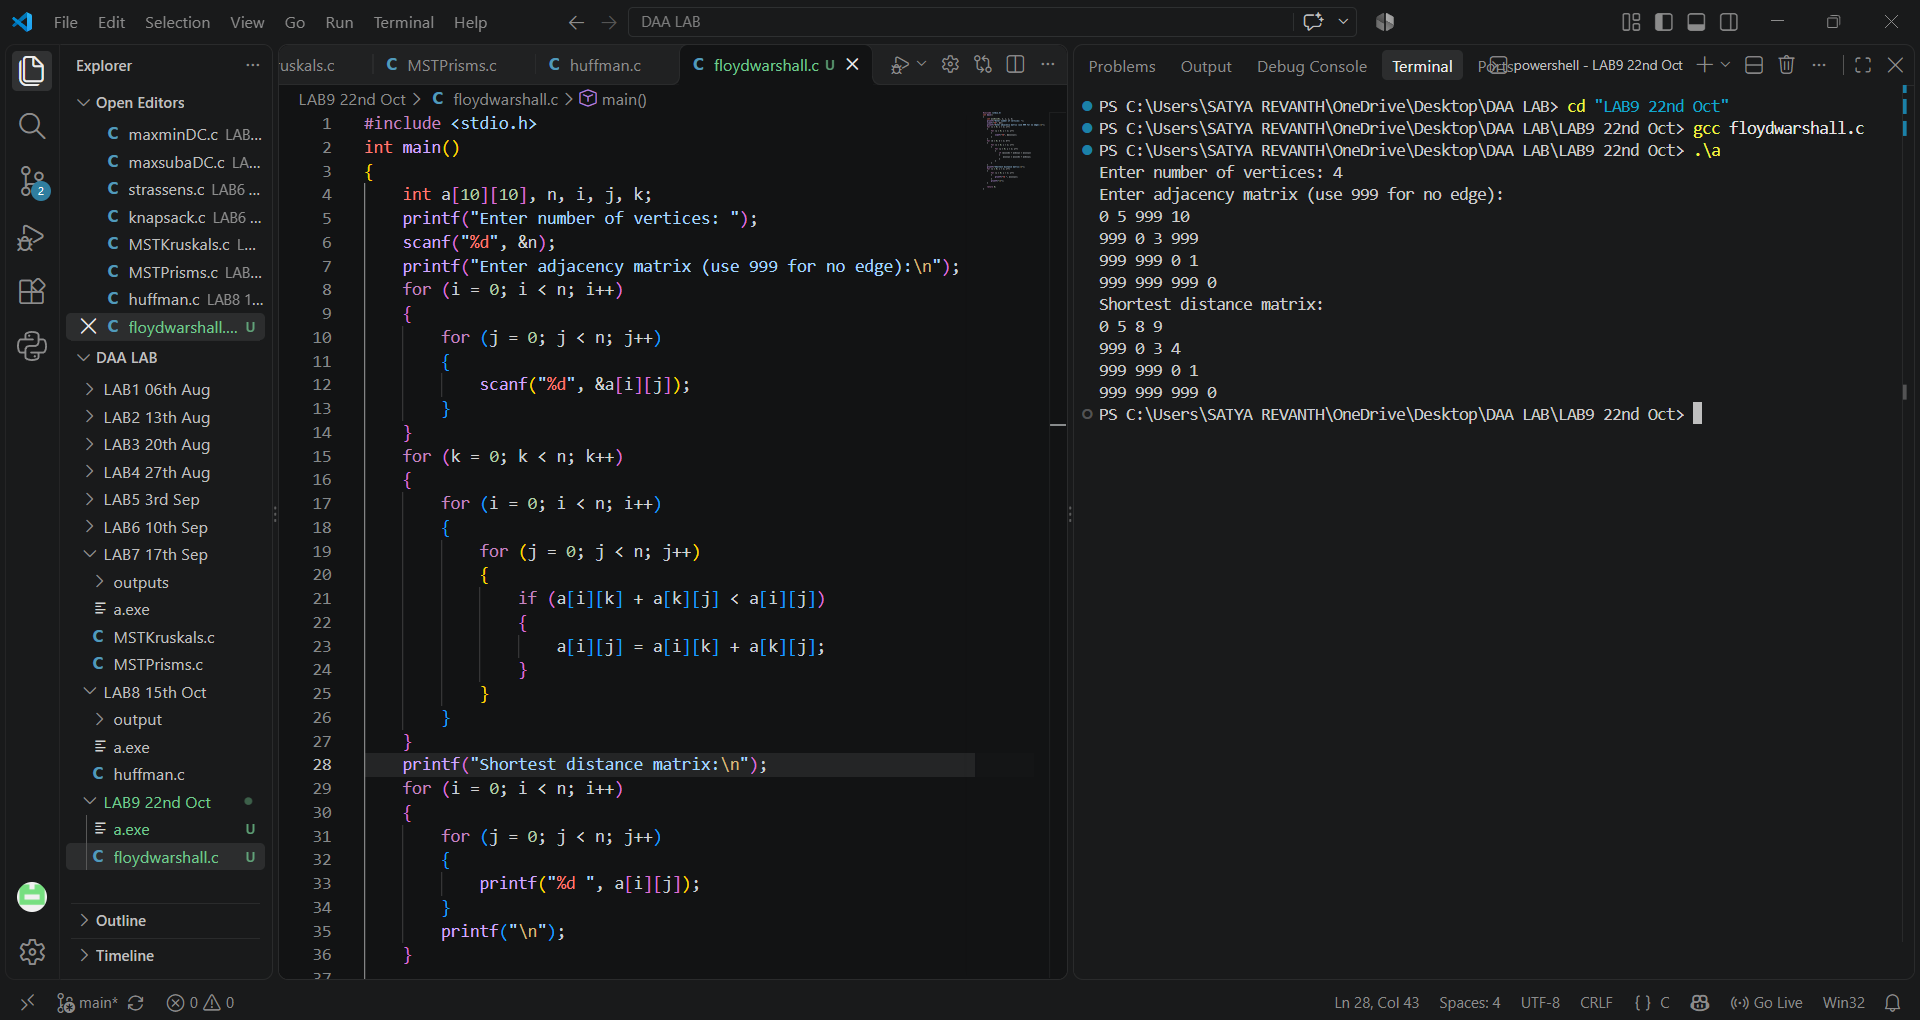 File Edit Selection View Go Run Terminal Help
DAA LAB
Explorer
Open Editors
maxminDC.c LAB...
maxsubaDC.c LA...
strassens.c LAB6 ...
knapsack.c LAB6 ...
MSTKruskals.c L...
MSTPrisms.c LAB...
huffman.c LAB8 1...
floydwarshall.... U
DAA LAB
LAB1 06th Aug
LAB2 13th Aug
LAB3 20th Aug
LAB4 27th Aug
LAB5 3rd Sep
LAB6 10th Sep
LAB7 17th Sep
outputs
a.exe
MSTKruskals.c
MSTPrisms.c
LAB8 15th Oct
output
a.exe
huffman.c
LAB9 22nd Oct
a.exe U
floydwarshall.c U
Outline
Timeline
2
uskals.c C MSTPrisms.c C huffman.c C floydwarshall.c U
LAB9 22nd Oct > C floydwarshall.c > main()
1 #include <stdio.h>
2 int main()
3 {
4 int a[10][10], n, i, j, k;
5 printf("Enter number of vertices: ");
6 scanf("%d", &n);
7 printf("Enter adjacency matrix (use 999 for no edge):\n");
8 for (i = 0; i < n; i++)
9 {
10 for (j = 0; j < n; j++)
11 {
12 scanf("%d", &a[i][j]);
13 }
14 }
15 for (k = 0; k < n; k++)
16 {
17 for (i = 0; i < n; i++)
18 {
19 for (j = 0; j < n; j++)
20 {
21 if (a[i][k] + a[k][j] < a[i][j])
22 {
23 a[i][j] = a[i][k] + a[k][j];
24 }
25 }
26 }
27 }
28 printf("Shortest distance matrix:\n");
29 for (i = 0; i < n; i++)
30 {
31 for (j = 0; j < n; j++)
32 {
33 printf("%d ", a[i][j]);
34 }
35 printf("\n");
36 }
37
Problems Output Debug Console Terminal Ports powershell - LAB9 22nd Oct
PS C:\Users\SATYA REVANTH\OneDrive\Desktop\DAA LAB> cd "LAB9 22nd Oct"
PS C:\Users\SATYA REVANTH\OneDrive\Desktop\DAA LAB\LAB9 22nd Oct> gcc floydwarshall.c
PS C:\Users\SATYA REVANTH\OneDrive\Desktop\DAA LAB\LAB9 22nd Oct> .\a
Enter number of vertices: 4
Enter adjacency matrix (use 999 for no edge):
0 5 999 10
999 0 3 999
999 999 0 1
999 999 999 0
Shortest distance matrix:
0 5 8 9
999 0 3 4
999 999 0 1
999 999 999 0
PS C:\Users\SATYA REVANTH\OneDrive\Desktop\DAA LAB\LAB9 22nd Oct>
main* 0 0
Ln 28, Col 43 Spaces: 4 UTF-8 CRLF { } C Go Live Win32